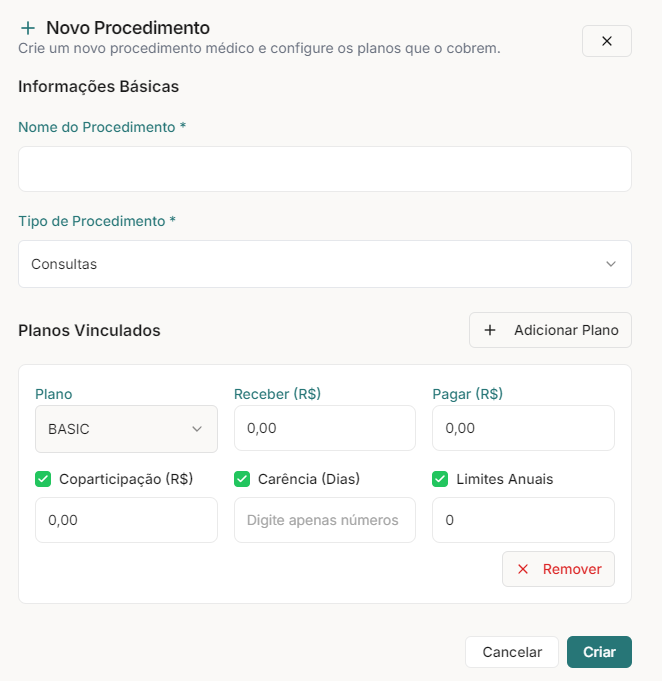 Novo Procedimento
Crie um novo procedimento médico e configure os planos que o cobrem.
Informações Básicas
Nome do Procedimento *
Tipo de Procedimento *
Consultas
Planos Vinculados
Adicionar Plano
Plano Receber (R$) Pagar (R$)
BASIC 0,00 0,00
Coparticipação (R$) Carência (Dias) Limites Anuais
0,00 Digite apenas números 0
Remover
Cancelar Criar